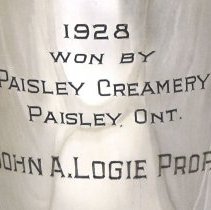 1928
WON BY
PAISLEY CREAMERY
PAISLEY, ONT.
JOHN A. LOGIE PROP